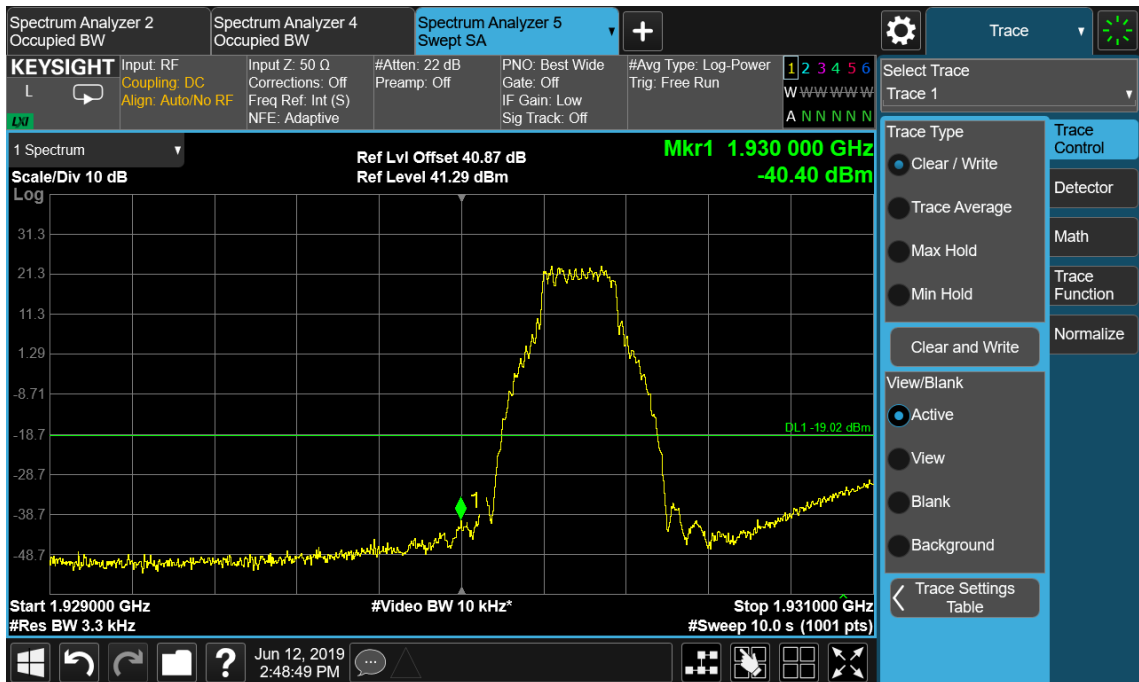 Spectrum Analyzer 2
Occupied BW
Spectrum Analyzer 4
Occupied BW
Spectrum Analyzer 5
Swept SA
Trace
KEYSIGHT
L
LXI
Input: RF
Coupling: DC
Align: Auto/No RF
Input Z: 50 Ω
Corrections: Off
Freq Ref: Int (S)
NFE: Adaptive
#Atten: 22 dB
Preamp: Off
PNO: Best Wide
Gate: Off
IF Gain: Low
Sig Track: Off
#Avg Type: Log-Power
Trig: Free Run
1 2 3 4 5 6
W W W W W W
A N N N N N
Select Trace
Trace 1
1 Spectrum
Scale/Div 10 dB
Ref Lvl Offset 40.87 dB
Ref Level 41.29 dBm
Mkr1 1.930 000 GHz
-40.40 dBm
Log
31.3
21.3
11.3
1.29
-8.71
-18.7
-28.7
-38.7
-48.7
DL1 -19.02 dBm
1
Start 1.929000 GHz
#Res BW 3.3 kHz
#Video BW 10 kHz*
Stop 1.931000 GHz
#Sweep 10.0 s (1001 pts)
Trace Type
Clear / Write
Trace Average
Max Hold
Min Hold
Clear and Write
View/Blank
Active
View
Blank
Background
Trace Settings
Table
Trace
Control
Detector
Math
Trace
Function
Normalize
?
Jun 12, 2019
2:48:49 PM